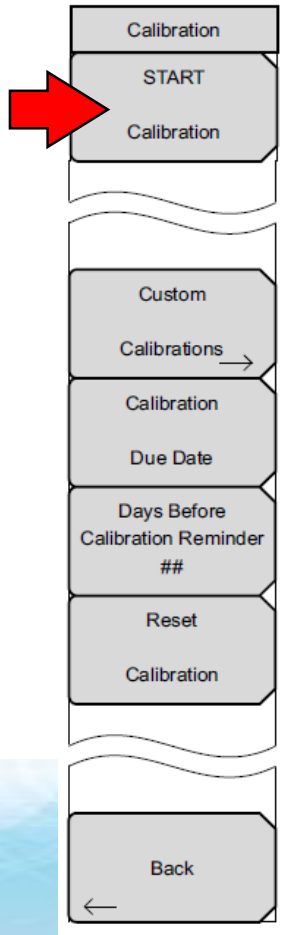 Calibration
START
Calibration
Custom
Calibrations
Calibration
Due Date
Days Before
Calibration Reminder
##
Reset
Calibration
Back